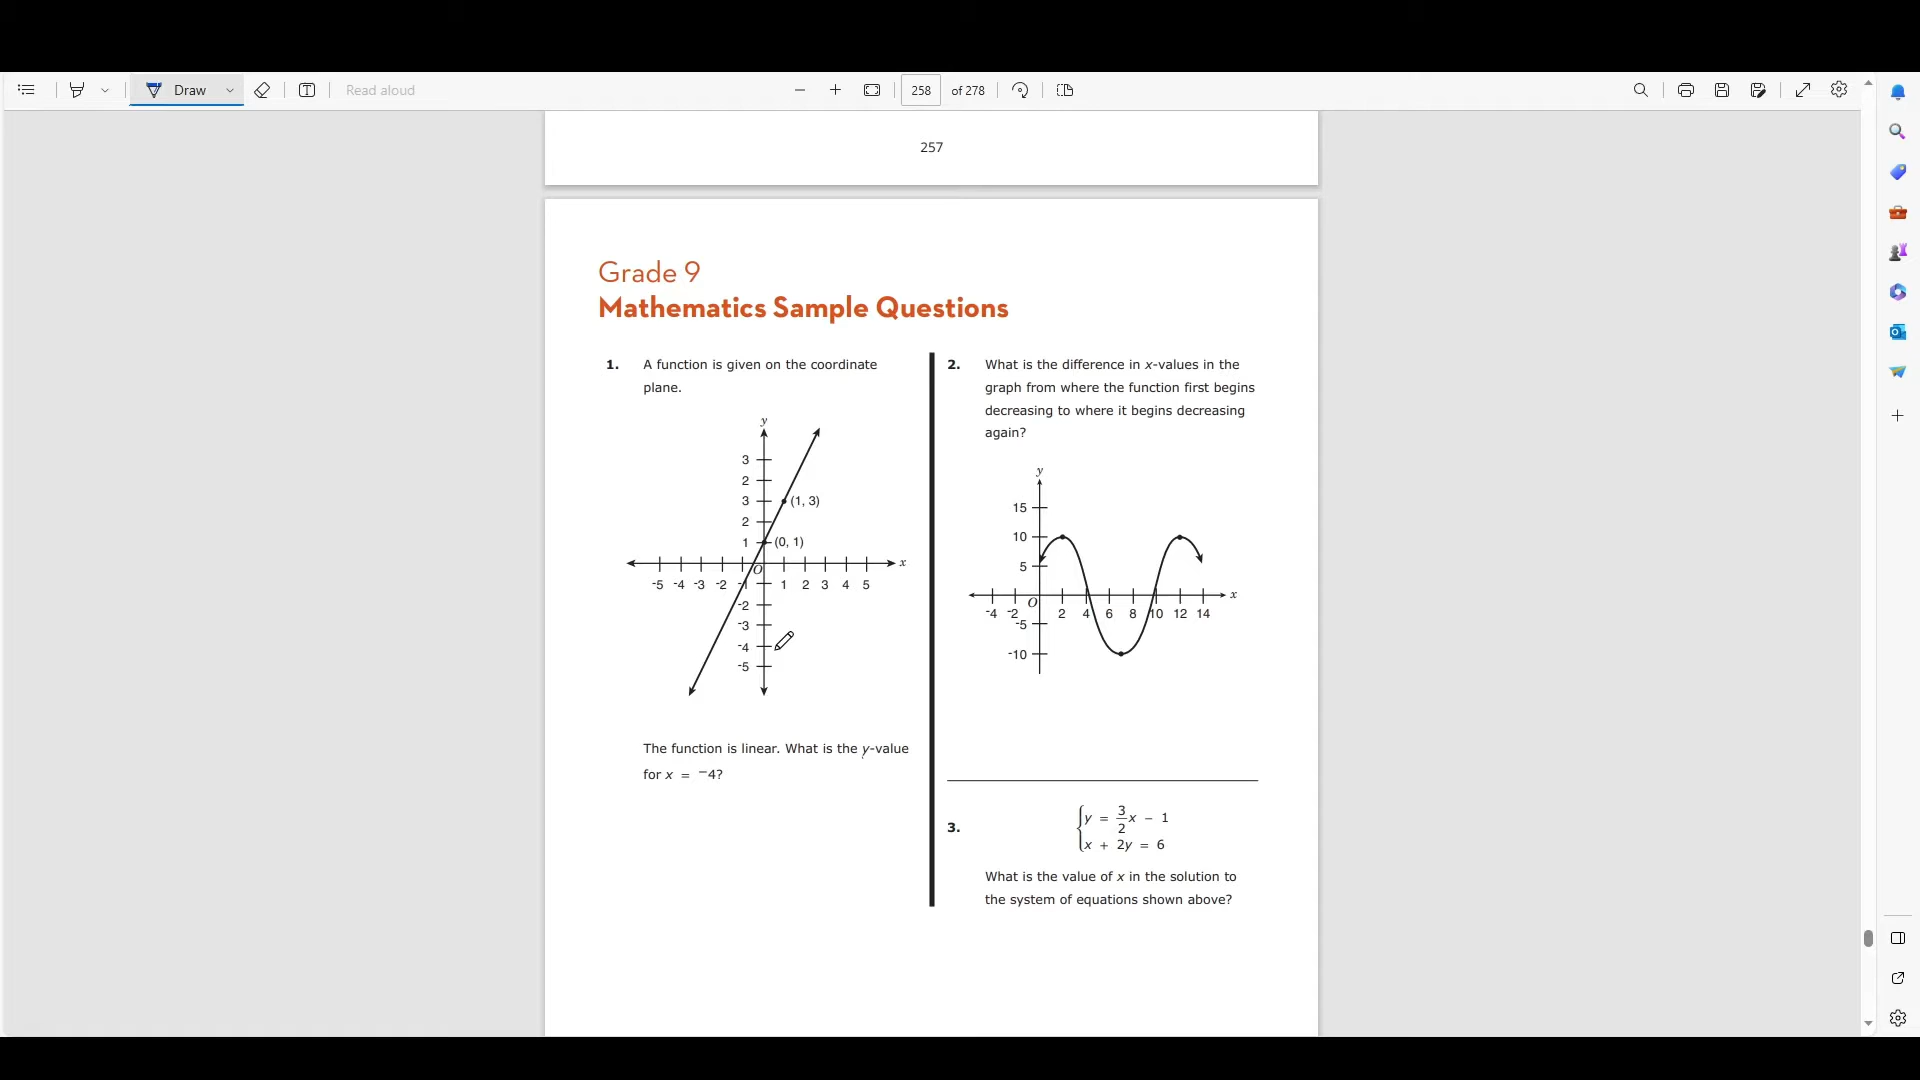 Draw
Read aloud
258 of 278
257
Grade 9
Mathematics Sample Questions
1. A function is given on the coordinate
plane.
y
3
2
3 (1, 3)
2
1 (0, 1)
O x
-5 -4 -3 -2 -1 1 2 3 4 5
-2
-3
-4
-5
The function is linear. What is the y-value
for x = −4?
2. What is the difference in x-values in the
graph from where the function first begins
decreasing to where it begins decreasing
again?
y
15
10
5
O x
-4 -2 2 4 6 8 10 12 14
-5
-10
3. y = 3/2 x − 1
x + 2y = 6
What is the value of x in the solution to
the system of equations shown above?